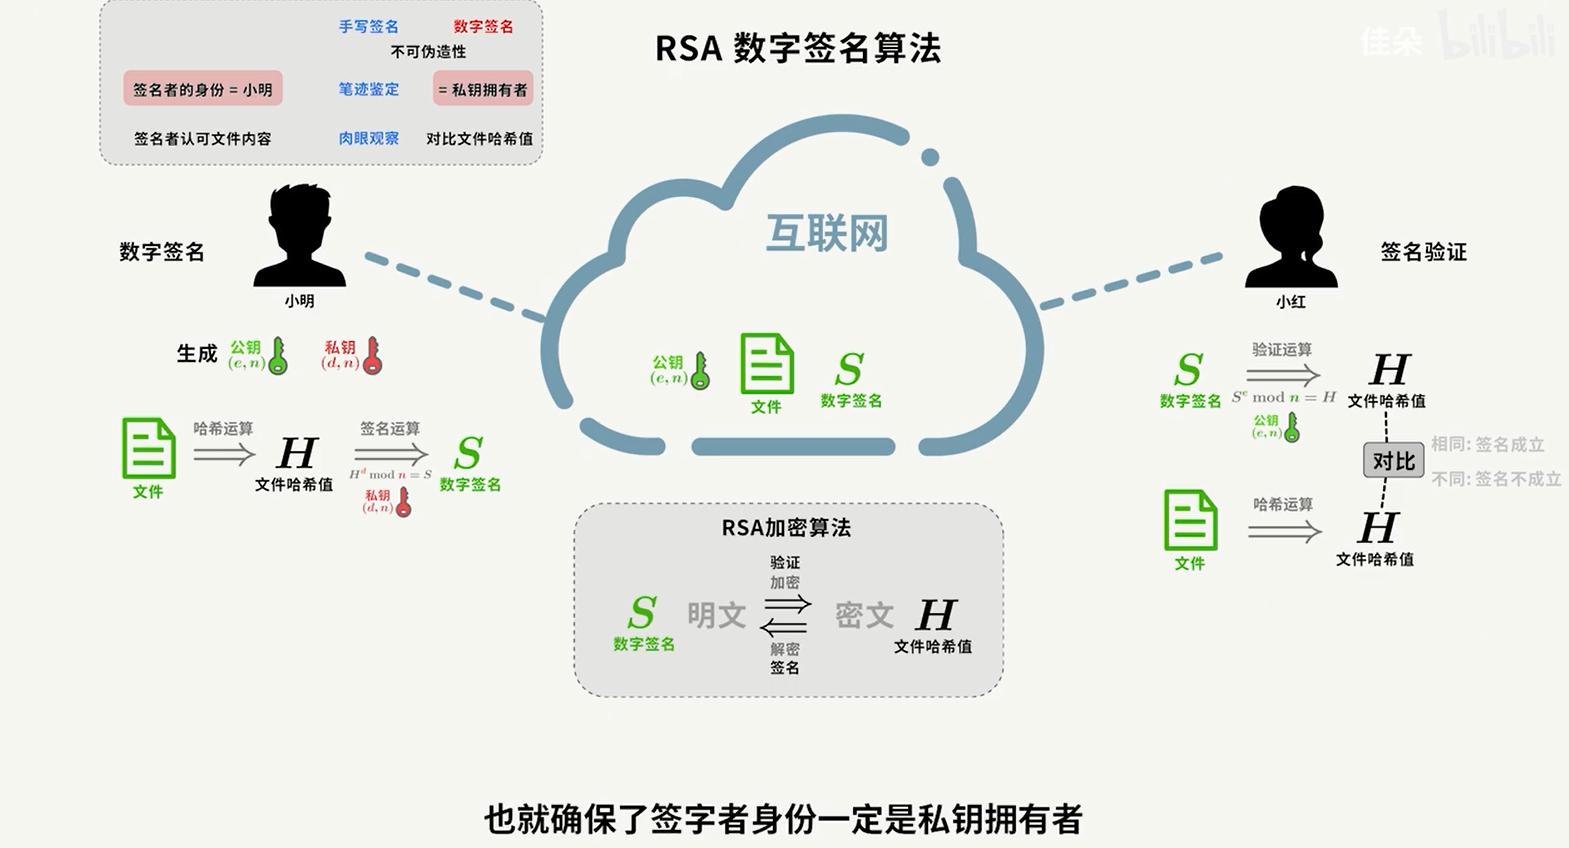 手写签名 数字签名
不可伪造性
签名者的身份 = 小明 笔迹鉴定 = 私钥拥有者
签名者认可文件内容 肉眼观察 对比文件哈希值
RSA 数字签名算法
佳朵 bilibili
互联网
数字签名
小明
生成 公钥 (e, n) 私钥 (d, n)
文件
哈希运算
H
文件哈希值
签名运算
H^d mod n = S
私钥
(d, n)
S
数字签名
公钥
(e, n)
文件
S
数字签名
签名验证
小红
S
数字签名
验证运算
S^e mod n = H
公钥
(e, n)
H
文件哈希值
对比
相同: 签名成立
不同: 签名不成立
文件
哈希运算
H
文件哈希值
RSA加密算法
验证
加密
S 明文 密文 H
数字签名 文件哈希值
解密
签名
也就确保了签字者身份一定是私钥拥有者